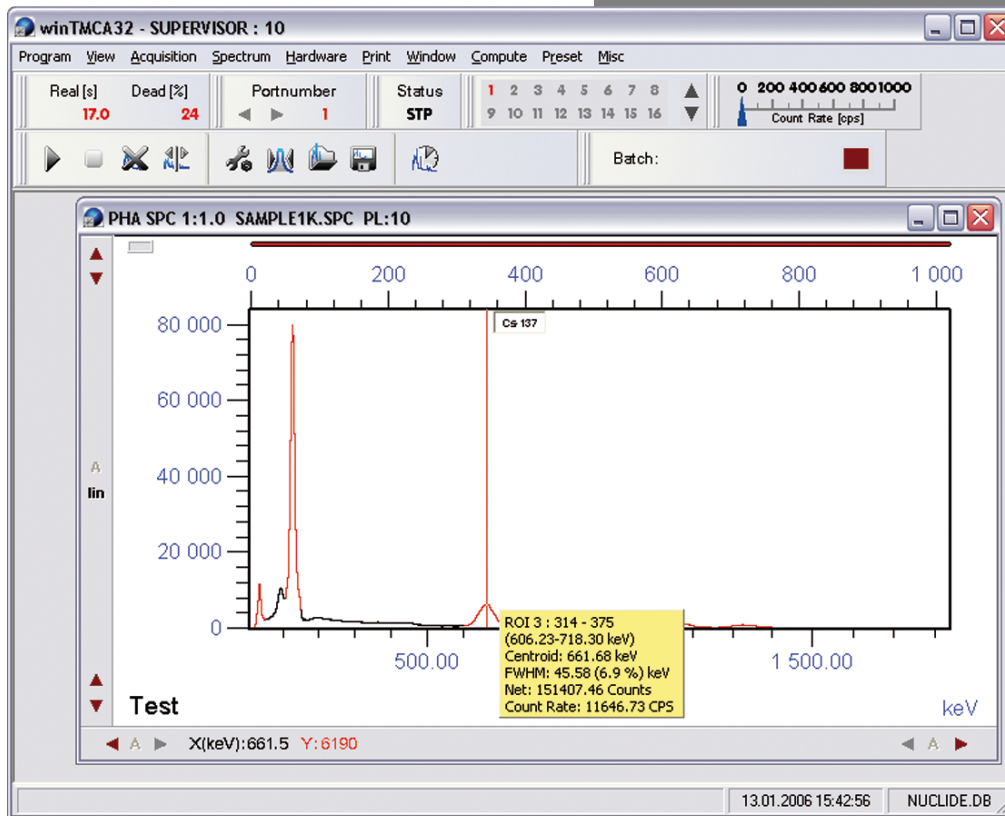 winTMCA32 - SUPERVISOR : 10
Program View Acquisition Spectrum Hardware Print Window Compute Preset Misc
Real [s] Dead [%] Portnumber Status 1 2 3 4 5 6 7 8 0 200 400 600 800 1000
17.0 24 1 STP 9 10 11 12 13 14 15 16 Count Rate [cps]
Batch:
PHA SPC 1:1.0 SAMPLE1K.SPC PL:10
0 200 400 600 800 1 000
80 000
Cs 137
60 000
A
40 000
lin
20 000
0
ROI 3 : 314 - 375
(606.23-718.30 keV)
Centroid: 661.68 keV
FWHM: 45.58 (6.9 %) keV
Net: 151407.46 Counts
Count Rate: 11646.73 CPS
500.00 1 500.00
Test keV
A X(keV):661.5 Y:6190 A
13.01.2006 15:42:56 NUCLIDE.DB